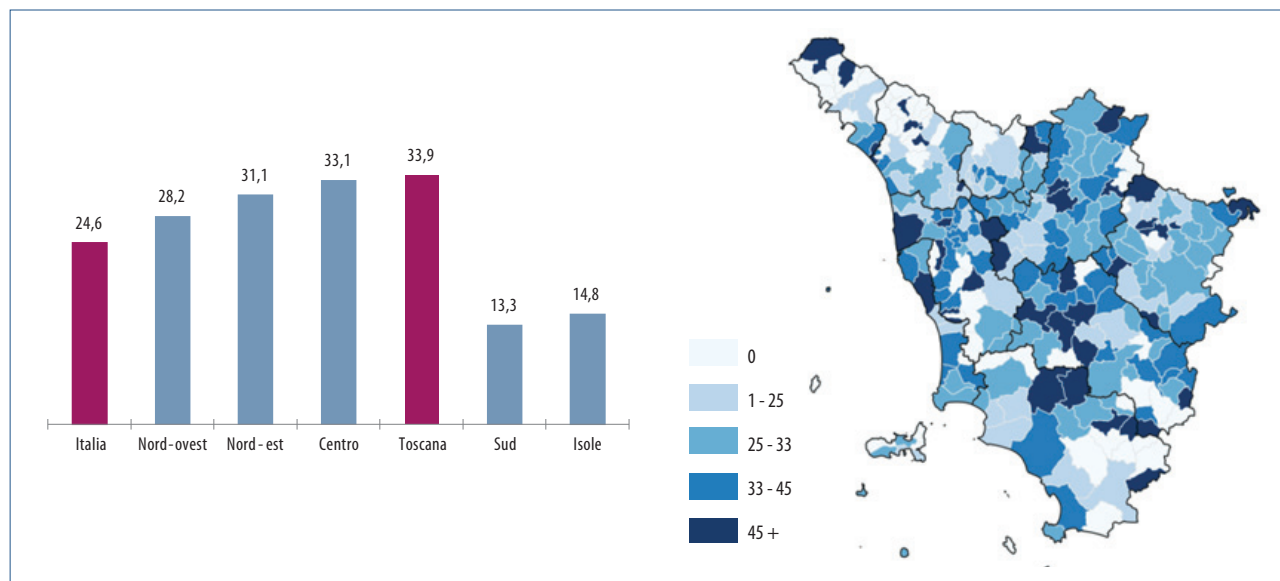 33,9
33,1
31,1
28,2
24,6
14,8
13,3
Italia Nord-ovest Nord-est Centro Toscana Sud Isole
0
1 - 25
25 - 33
33 - 45
45 +